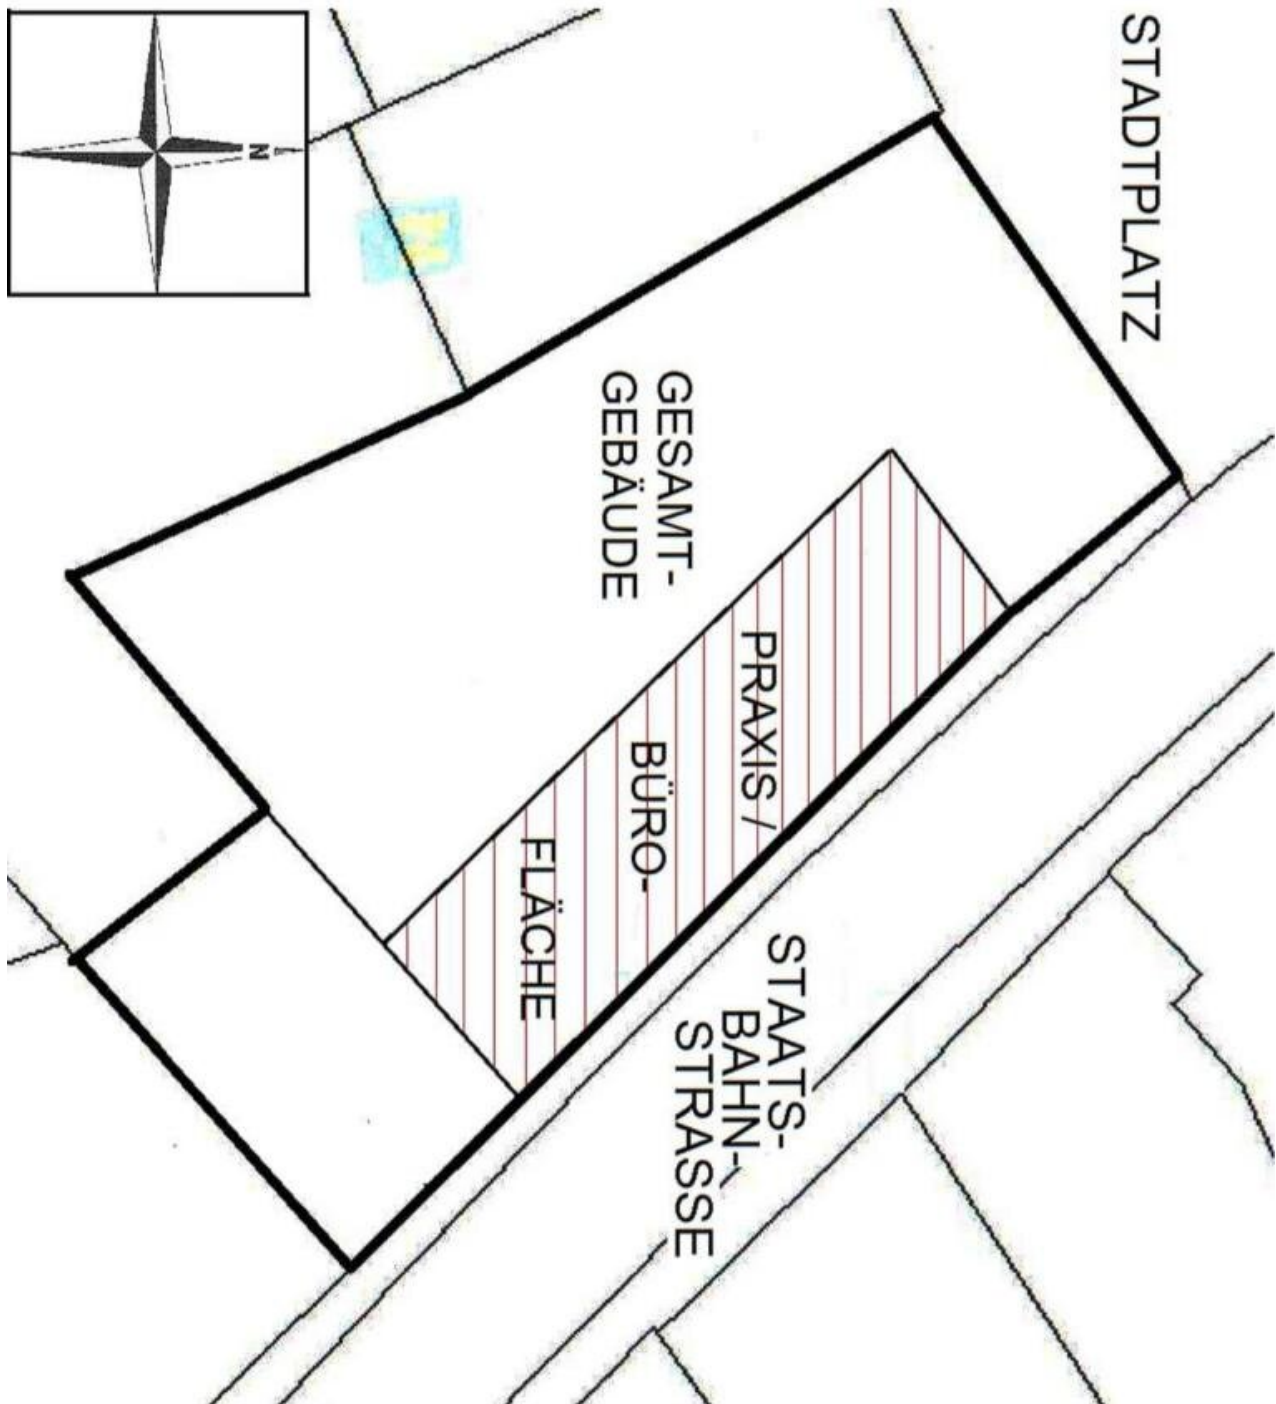 STADTPLATZ
N
GESAMT-
GEBÄUDE
PRAXIS /
BÜRO-
FLÄCHE
STAATS-
BAHN-
STRASSE